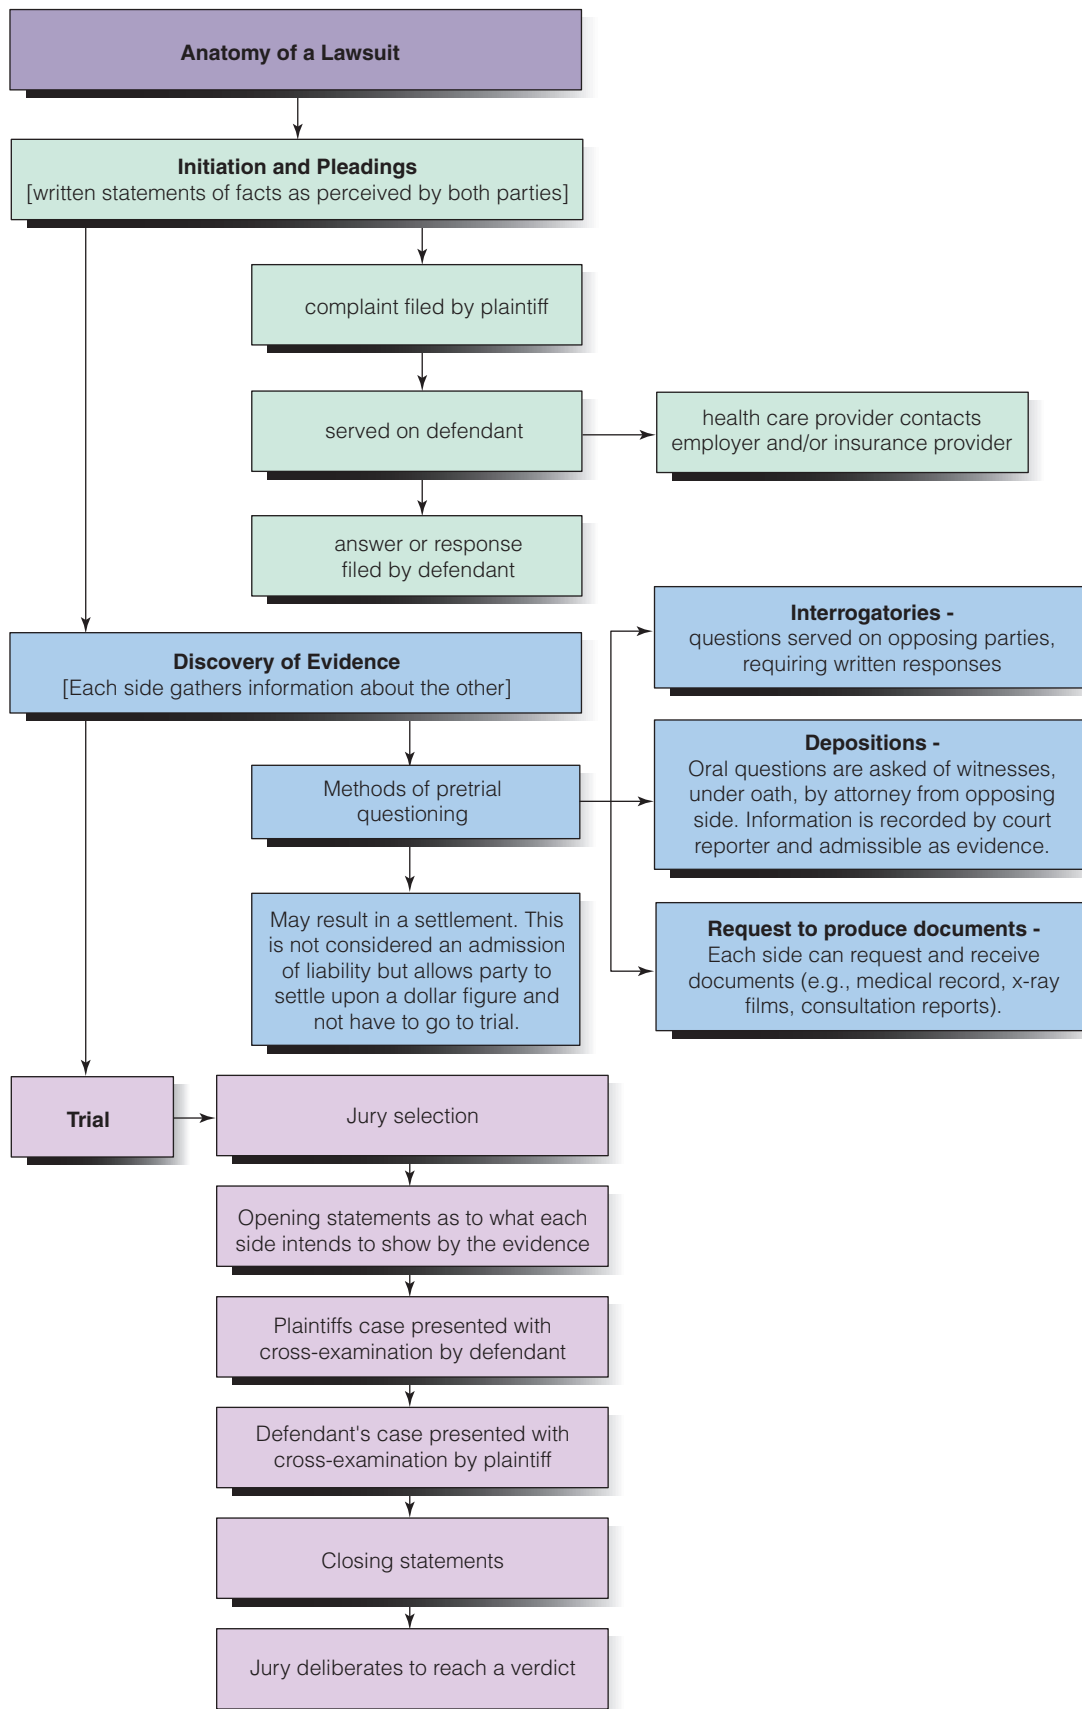 Anatomy of a Lawsuit
Initiation and Pleadings
[written statements of facts as perceived by both parties]
complaint filed by plaintiff
served on defendant
health care provider contacts
employer and/or insurance provider
answer or response
filed by defendant
Discovery of Evidence
[Each side gathers information about the other]
Interrogatories -
questions served on opposing parties,
requiring written responses
Methods of pretrial
questioning
Depositions -
Oral questions are asked of witnesses,
under oath, by attorney from opposing
side. Information is recorded by court
reporter and admissible as evidence.
May result in a settlement. This
is not considered an admission
of liability but allows party to
settle upon a dollar figure and
not have to go to trial.
Request to produce documents -
Each side can request and receive
documents (e.g., medical record, x-ray
films, consultation reports).
Trial
Jury selection
Opening statements as to what each
side intends to show by the evidence
Plaintiffs case presented with
cross-examination by defendant
Defendant's case presented with
cross-examination by plaintiff
Closing statements
Jury deliberates to reach a verdict